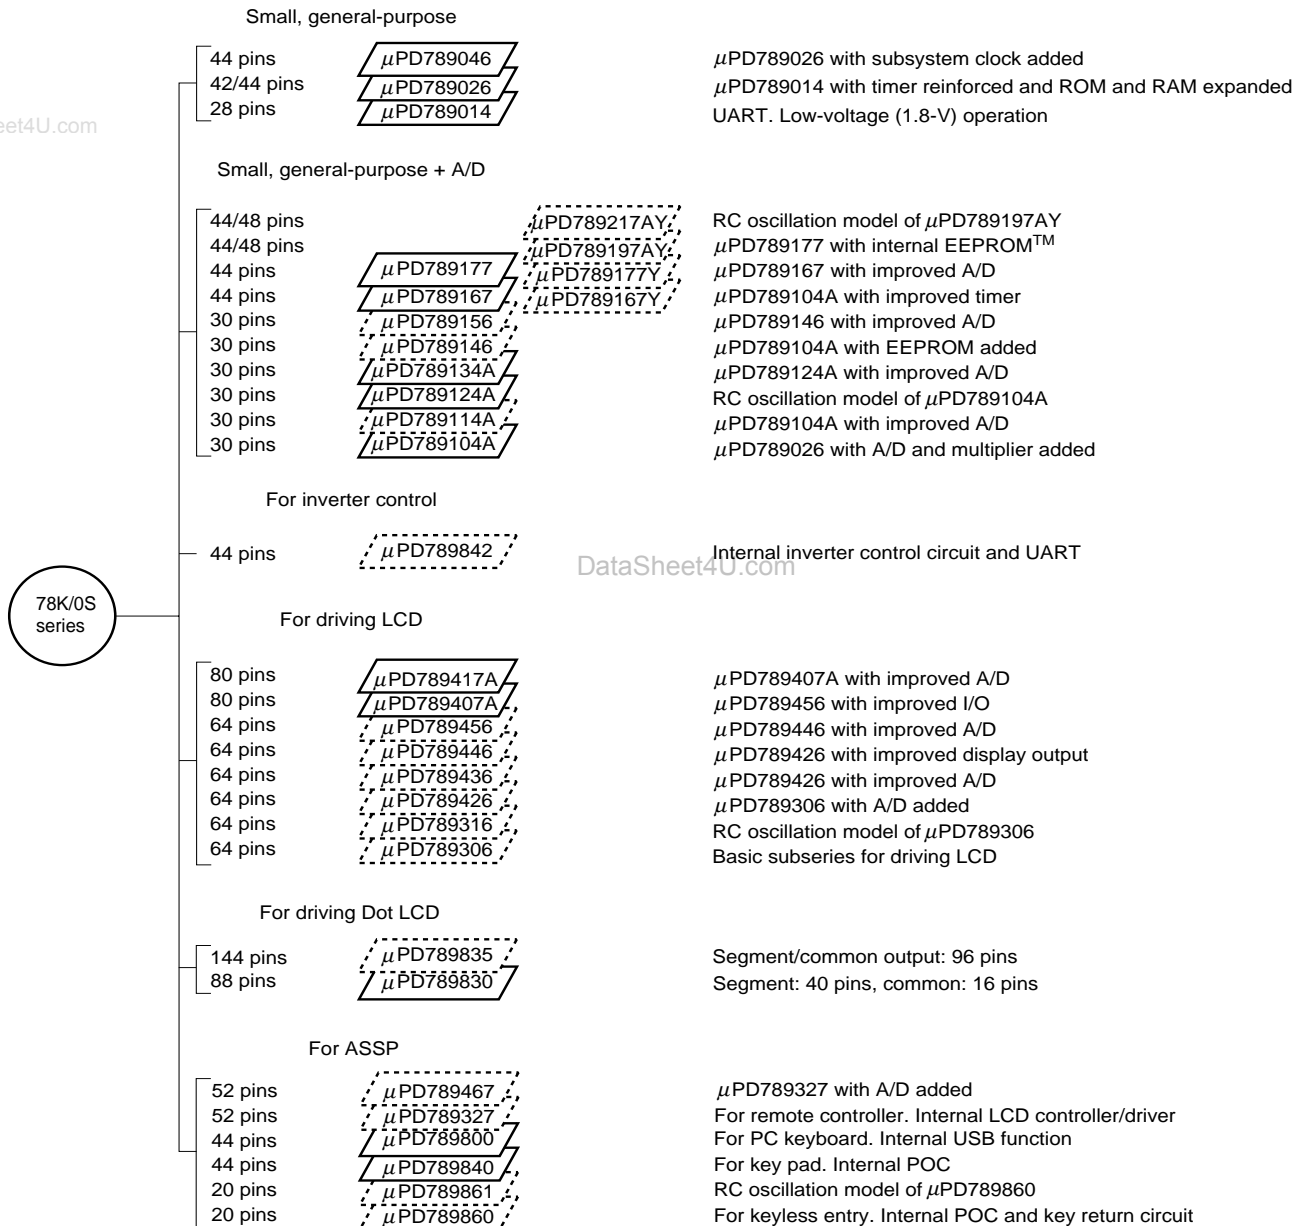 Small, general-purpose
44 pins μPD789046 μPD789026 with subsystem clock added
42/44 pins μPD789026 μPD789014 with timer reinforced and ROM and RAM expanded
28 pins μPD789014 UART. Low-voltage (1.8-V) operation
eet4U.com
Small, general-purpose + A/D
44/48 pins μPD789217AY RC oscillation model of μPD789197AY
44/48 pins μPD789197AY μPD789177 with internal EEPROM™
44 pins μPD789177 μPD789177Y μPD789167 with improved A/D
44 pins μPD789167 μPD789167Y μPD789104A with improved timer
30 pins μPD789156 μPD789146 with improved A/D
30 pins μPD789146 μPD789104A with EEPROM added
30 pins μPD789134A μPD789124A with improved A/D
30 pins μPD789124A RC oscillation model of μPD789104A
30 pins μPD789114A μPD789104A with improved A/D
30 pins μPD789104A μPD789026 with A/D and multiplier added
For inverter control
44 pins μPD789842 Internal inverter control circuit and UART
DataSheet4U.com
78K/0S
series
For driving LCD
80 pins μPD789417A μPD789407A with improved A/D
80 pins μPD789407A μPD789456 with improved I/O
64 pins μPD789456 μPD789446 with improved A/D
64 pins μPD789446 μPD789426 with improved display output
64 pins μPD789436 μPD789426 with improved A/D
64 pins μPD789426 μPD789306 with A/D added
64 pins μPD789316 RC oscillation model of μPD789306
64 pins μPD789306 Basic subseries for driving LCD
For driving Dot LCD
144 pins μPD789835 Segment/common output: 96 pins
88 pins μPD789830 Segment: 40 pins, common: 16 pins
For ASSP
52 pins μPD789467 μPD789327 with A/D added
52 pins μPD789327 For remote controller. Internal LCD controller/driver
44 pins μPD789800 For PC keyboard. Internal USB function
44 pins μPD789840 For key pad. Internal POC
20 pins μPD789861 RC oscillation model of μPD789860
20 pins μPD789860 For keyless entry. Internal POC and key return circuit